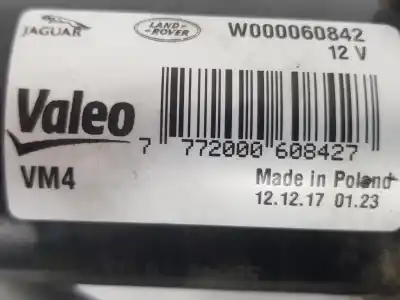 JAGUAR
LAND ROVER
W000060842
12 V
Valeo
7 772000 608427
VM4
Made in Poland
12.12.17 01.23